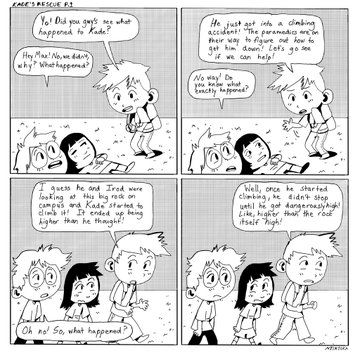 KADE'S RESCUE P.1
Yo! Did you guys see what
happened to Kade?
Hey Max! No, we didn't,
why? What happened?
He just got into a climbing
accident! The paramedics are on
their way to figure out how to
get him down! Let's go see
if we can help!
No way! Do
you know what
exactly happened?
I guess he and Irod were
looking at this big rock on
campus and Kade started to
climb it! It ended up being
higher than he thought!
Oh no! So, what happened?
Well, once he started
climbing, he didn't stop
until he got dangerously high!
Like, higher than the rock
itself high!